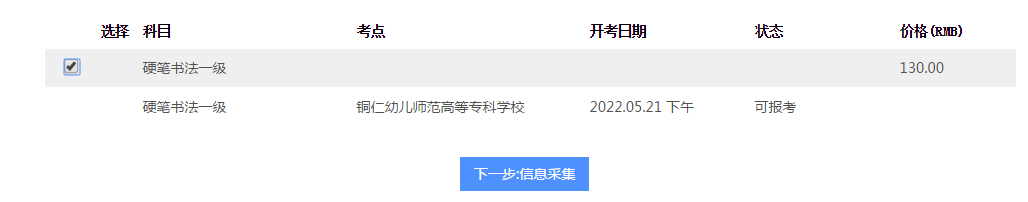 选择 科目 考点 开考日期 状态 价格(RMB)
硬笔书法一级 130.00
硬笔书法一级 铜仁幼儿师范高等专科学校 2022.05.21 下午 可报考
下一步:信息采集